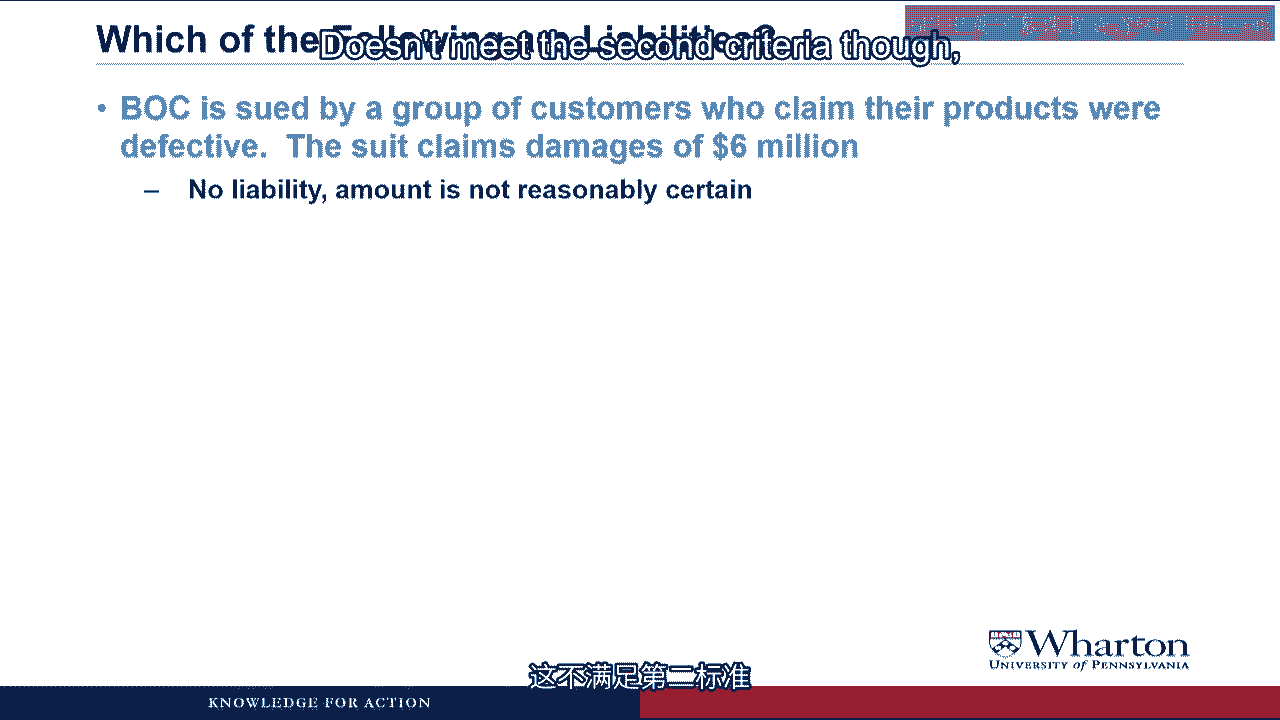 Which of the Following are Liabilities?
Doesn't meet the second criteria though,
• BOC is sued by a group of customers who claim their products were
defective. The suit claims damages of $6 million
– No liability, amount is not reasonably certain
Wharton
UNIVERSITY of PENNSYLVANIA
这不满足第二标准
KNOWLEDGE FOR ACTION